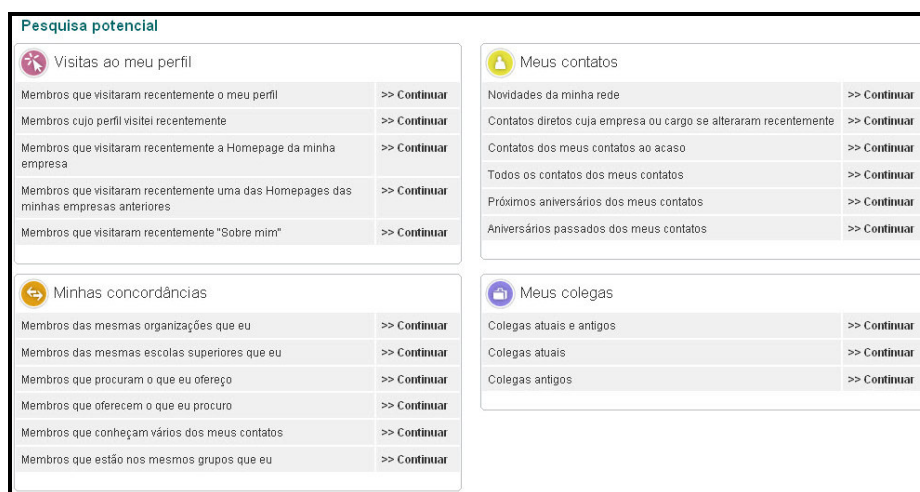 Pesquisa potencial
Visitas ao meu perfil
Membros que visitaram recentemente o meu perfil >> Continuar
Membros cujo perfil visitei recentemente >> Continuar
Membros que visitaram recentemente a Homepage da minha >> Continuar
empresa
Membros que visitaram recentemente uma das Homepages das >> Continuar
minhas empresas anteriores
Membros que visitaram recentemente "Sobre mim" >> Continuar
Meus contatos
Novidades da minha rede >> Continuar
Contatos diretos cuja empresa ou cargo se alteraram recentemente >> Continuar
Contatos dos meus contatos ao acaso >> Continuar
Todos os contatos dos meus contatos >> Continuar
Próximos aniversários dos meus contatos >> Continuar
Aniversários passados dos meus contatos >> Continuar
Minhas concordâncias
Membros das mesmas organizações que eu >> Continuar
Membros das mesmas escolas superiores que eu >> Continuar
Membros que procuram o que eu ofereço >> Continuar
Membros que oferecem o que eu procuro >> Continuar
Membros que conheçam vários dos meus contatos >> Continuar
Membros que estão nos mesmos grupos que eu >> Continuar
Meus colegas
Colegas atuais e antigos >> Continuar
Colegas atuais >> Continuar
Colegas antigos >> Continuar